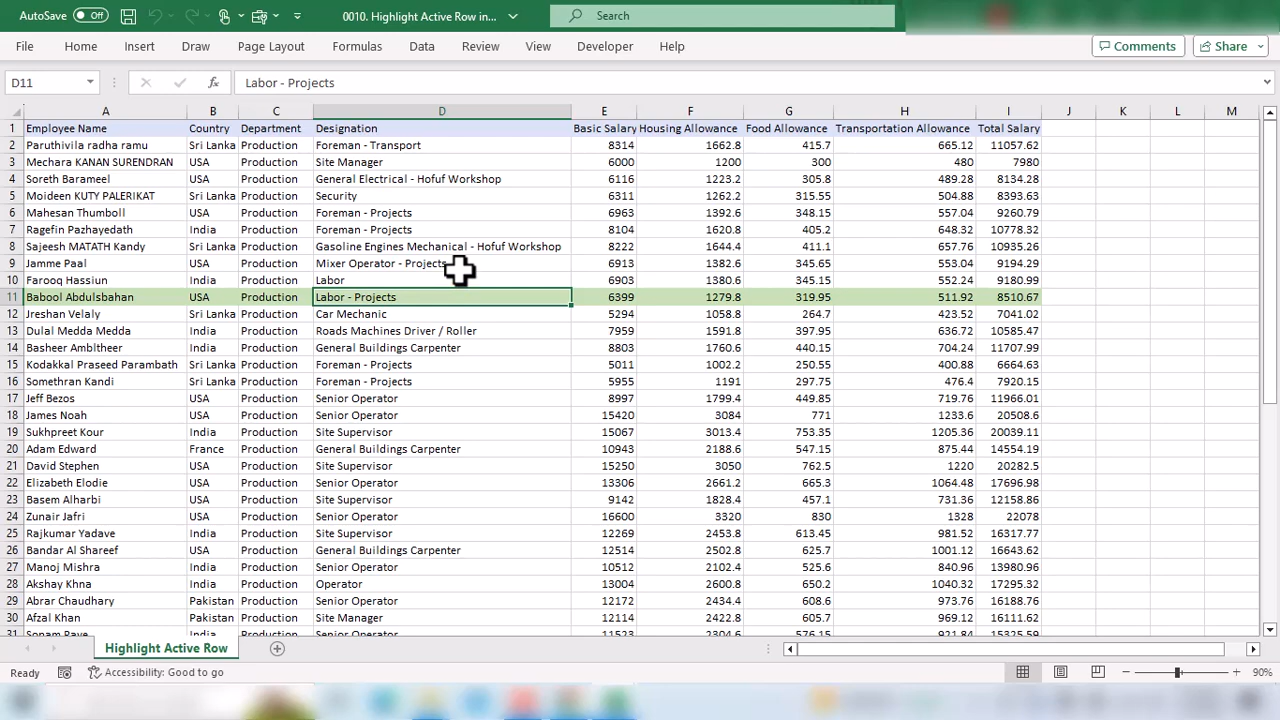 AutoSave Off 0010. Highlight Active Row in... Search
File Home Insert Draw Page Layout Formulas Data Review View Developer Help Comments Share
D11 fx Labor - Projects
A B C D E F G H I J K L M
1 Employee Name Country Department Designation Basic Salary Housing Allowance Food Allowance Transportation Allowance Total Salary
2 Paruthivila radha ramu Sri Lanka Production Foreman - Transport 8314 1662.8 415.7 665.12 11057.62
3 Mechara KANAN SURENDRAN USA Production Site Manager 6000 1200 300 480 7980
4 Soreth Barameel USA Production General Electrical - Hofuf Workshop 6116 1223.2 305.8 489.28 8134.28
5 Moideen KUTY PALERIKAT Sri Lanka Production Security 6311 1262.2 315.55 504.88 8393.63
6 Mahesan Thumboll USA Production Foreman - Projects 6963 1392.6 348.15 557.04 9260.79
7 Ragefin Pazhayedath India Production Foreman - Projects 8104 1620.8 405.2 648.32 10778.32
8 Sajeesh MATATH Kandy Sri Lanka Production Gasoline Engines Mechanical - Hofuf Workshop 8222 1644.4 411.1 657.76 10935.26
9 Jamme Paal USA Production Mixer Operator - Projects 6913 1382.6 345.65 553.04 9194.29
10 Farooq Hassiun India Production Labor 6903 1380.6 345.15 552.24 9180.99
11 Babool Abdulsbahan USA Production Labor - Projects 6399 1279.8 319.95 511.92 8510.67
12 Jreshan Velaly Sri Lanka Production Car Mechanic 5294 1058.8 264.7 423.52 7041.02
13 Dulal Medda Medda India Production Roads Machines Driver / Roller 7959 1591.8 397.95 636.72 10585.47
14 Basheer Ambltheer India Production General Buildings Carpenter 8803 1760.6 440.15 704.24 11707.99
15 Kodakkal Praseed Parambath Sri Lanka Production Foreman - Projects 5011 1002.2 250.55 400.88 6664.63
16 Somethran Kandi Sri Lanka Production Foreman - Projects 5955 1191 297.75 476.4 7920.15
17 Jeff Bezos USA Production Senior Operator 8997 1799.4 449.85 719.76 11966.01
18 James Noah USA Production Senior Operator 15420 3084 771 1233.6 20508.6
19 Sukhpreet Kour India Production Site Supervisor 15067 3013.4 753.35 1205.36 20039.11
20 Adam Edward France Production General Buildings Carpenter 10943 2188.6 547.15 875.44 14554.19
21 David Stephen USA Production Site Supervisor 15250 3050 762.5 1220 20282.5
22 Elizabeth Elodie USA Production Senior Operator 13306 2661.2 665.3 1064.48 17696.98
23 Basem Alharbi USA Production Site Supervisor 9142 1828.4 457.1 731.36 12158.86
24 Zunair Jafri USA Production Senior Operator 16600 3320 830 1328 22078
25 Rajkumar Yadave India Production Site Supervisor 12269 2453.8 613.45 981.52 16317.77
26 Bandar Al Shareef USA Production General Buildings Carpenter 12514 2502.8 625.7 1001.12 16643.62
27 Manoj Mishra India Production Senior Operator 10512 2102.4 525.6 840.96 13980.96
28 Akshay Khna India Production Operator 13004 2600.8 650.2 1040.32 17295.32
29 Abrar Chaudhary Pakistan Production Senior Operator 12172 2434.4 608.6 973.76 16188.76
30 Afzal Khan Pakistan Production Site Manager 12114 2422.8 605.7 969.12 16111.62
31 Sonam Raye India Production Senior Operator 11523 2304.6 576.15 921.84 15325.59
Highlight Active Row
Ready Accessibility: Good to go 90%